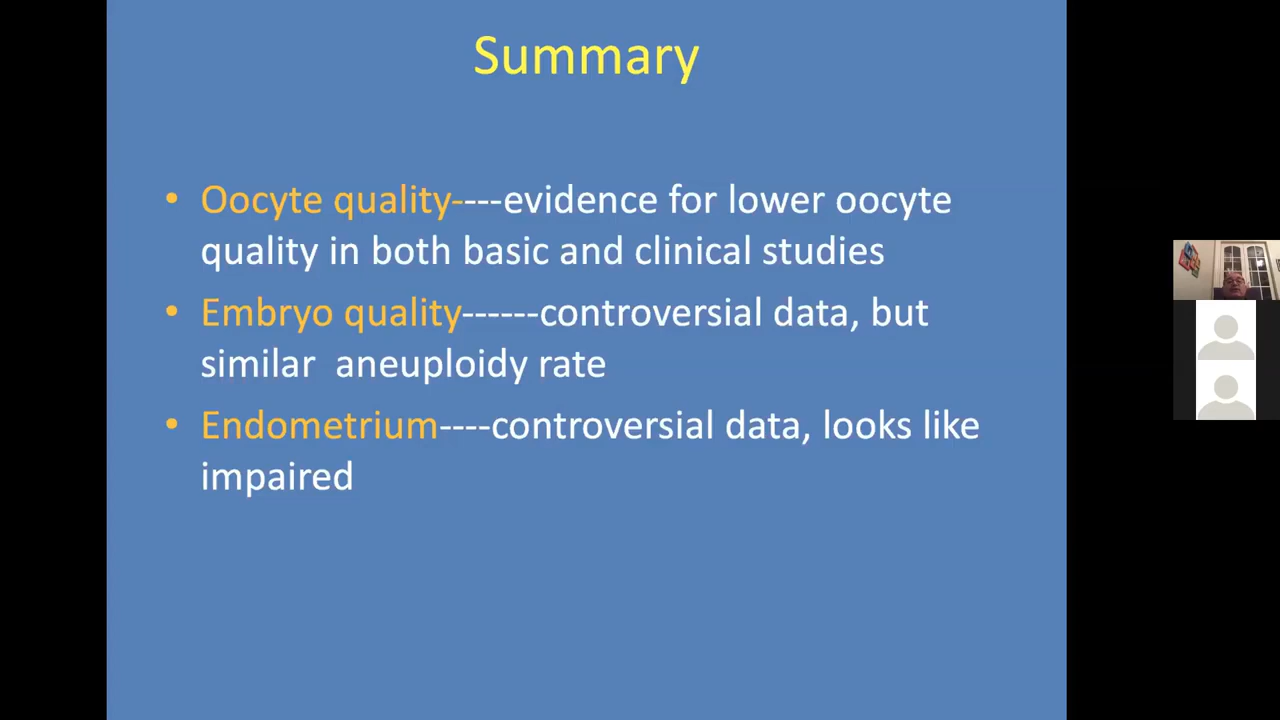 Summary
• Oocyte quality----evidence for lower oocyte
quality in both basic and clinical studies
• Embryo quality------controversial data, but
similar  aneuploidy rate
• Endometrium----controversial data, looks like
impaired